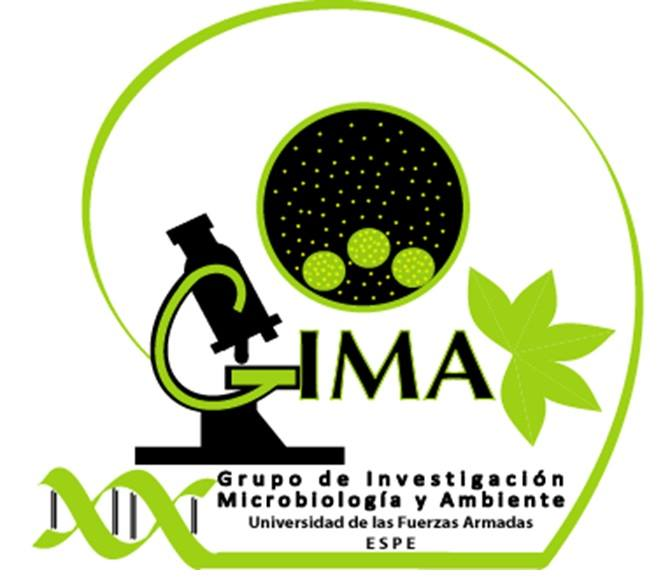 GIMA
Grupo de Investigación
Microbiología y Ambiente
Universidad de las Fuerzas Armadas
ESPE